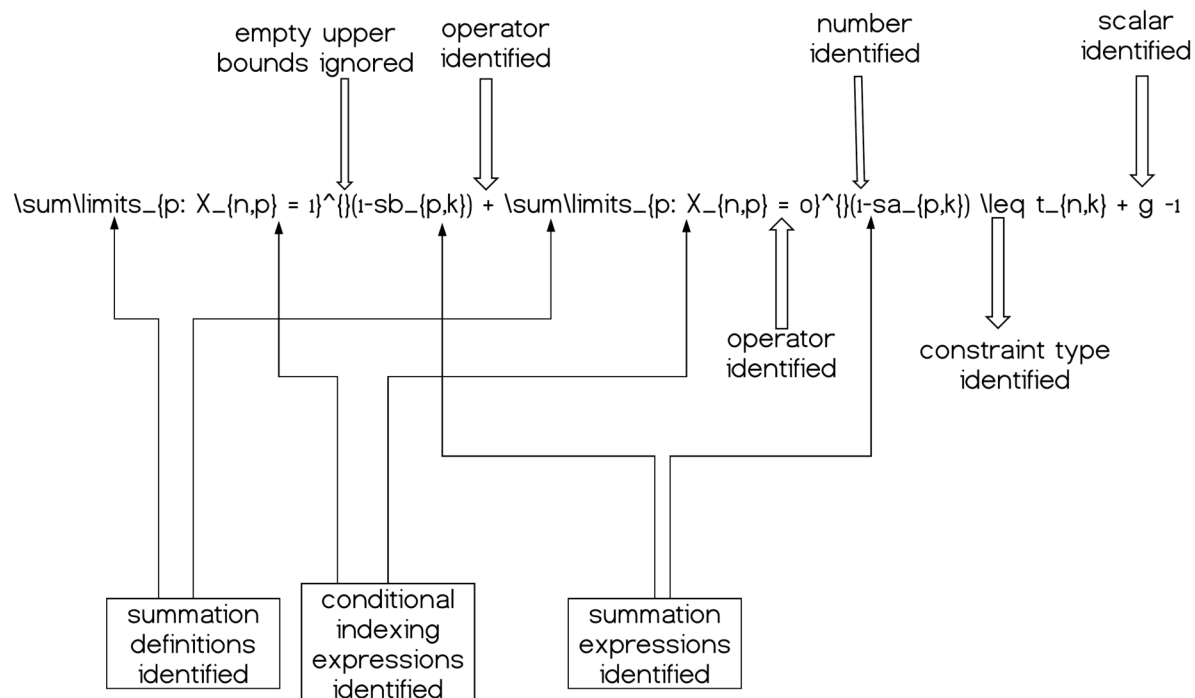 empty upper
bounds ignored
operator
identified
number
identified
scalar
identified
\sum\limits_{p: X_{n,p} = 1}^{}(1-sb_{p,k}) + \sum\limits_{p: X_{n,p} = 0}^{}(1-sa_{p,k}) \leq t_{n,k} + g -1
operator
identified
constraint type
identified
summation
definitions
identified
conditional
indexing
expressions
identified
summation
expressions
identified